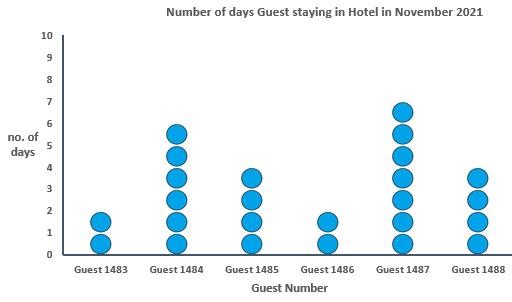 Number of days Guest staying in Hotel in November 2021
10
9
8
7
6
5
4
3
2
1
0
no. of
days
Guest 1483 Guest 1484 Guest 1485 Guest 1486 Guest 1487 Guest 1488
Guest Number